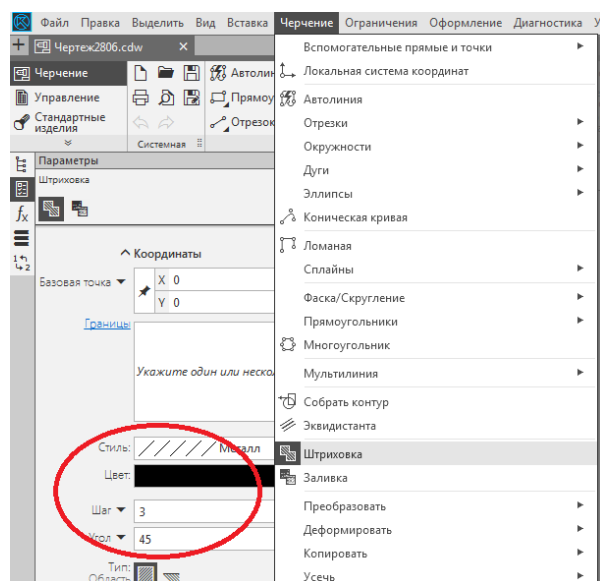 Файл Правка Выделить Вид Вставка Черчение Ограничения Оформление Диагностика У
Чертеж2806.cdw ×
Черчение
Управление
Стандартные
изделия
Автолин
Прямоу
Отрезок
Системная
Параметры
Штриховка
Координаты
Базовая точка
X 0
Y 0
Границы
Укажите один или неско
Стиль: Металл
Цвет:
Шаг 3
Угол 45
Тип:
Область
Вспомогательные прямые и точки
Локальная система координат
Автолиния
Отрезки
Окружности
Дуги
Эллипсы
Коническая кривая
Ломаная
Сплайны
Фаска/Скругление
Прямоугольники
Многоугольник
Мультилиния
Собрать контур
Эквидистанта
Штриховка
Заливка
Преобразовать
Деформировать
Копировать
Усечь